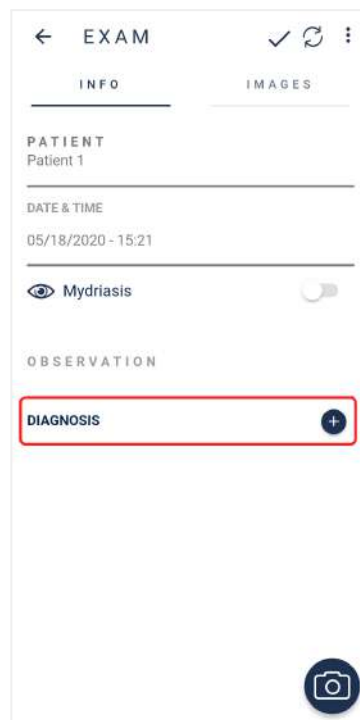 EXAM
INFO IMAGES
PATIENT
Patient 1
DATE & TIME
05/18/2020 - 15:21
Mydriasis
OBSERVATION
DIAGNOSIS